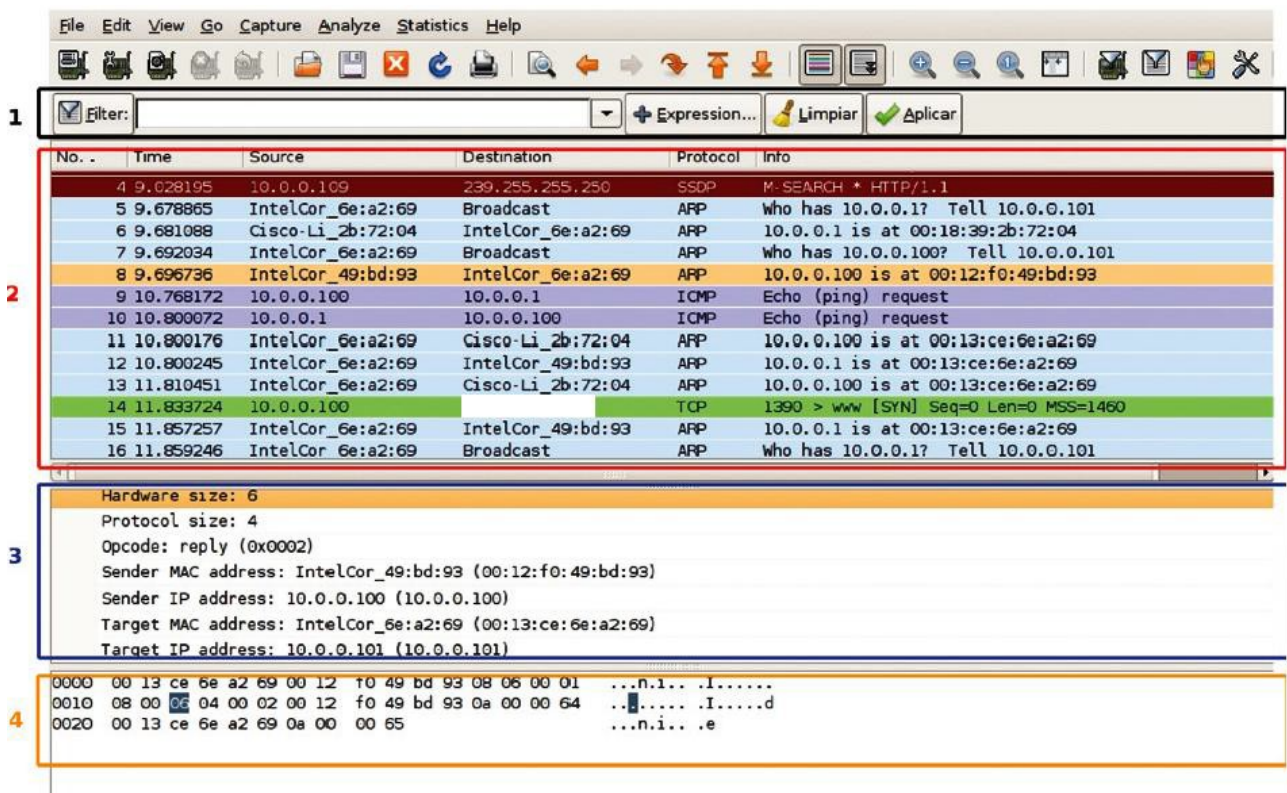 File Edit View Go Capture Analyze Statistics Help
1
Filter: Expression... Limpiar Aplicar
No. . Time Source Destination Protocol Info
2
4 9.028195 10.0.0.109 239.255.255.250 SSDP M-SEARCH * HTTP/1.1
5 9.678865 IntelCor_6e:a2:69 Broadcast ARP Who has 10.0.0.1? Tell 10.0.0.101
6 9.681088 Cisco-Li_2b:72:04 IntelCor_6e:a2:69 ARP 10.0.0.1 is at 00:18:39:2b:72:04
7 9.692034 IntelCor_6e:a2:69 Broadcast ARP Who has 10.0.0.100? Tell 10.0.0.101
8 9.696736 IntelCor_49:bd:93 IntelCor_6e:a2:69 ARP 10.0.0.100 is at 00:12:f0:49:bd:93
9 10.768172 10.0.0.100 10.0.0.1 ICMP Echo (ping) request
10 10.800072 10.0.0.1 10.0.0.100 ICMP Echo (ping) request
11 10.800176 IntelCor_6e:a2:69 Cisco-Li_2b:72:04 ARP 10.0.0.100 is at 00:13:ce:6e:a2:69
12 10.800245 IntelCor_6e:a2:69 IntelCor_49:bd:93 ARP 10.0.0.1 is at 00:13:ce:6e:a2:69
13 11.810451 IntelCor_6e:a2:69 Cisco-Li_2b:72:04 ARP 10.0.0.100 is at 00:13:ce:6e:a2:69
14 11.833724 10.0.0.100 TCP 1390 > www [SYN] Seq=0 Len=0 MSS=1460
15 11.857257 IntelCor_6e:a2:69 IntelCor_49:bd:93 ARP 10.0.0.1 is at 00:13:ce:6e:a2:69
16 11.859246 IntelCor_6e:a2:69 Broadcast ARP Who has 10.0.0.1? Tell 10.0.0.101
3
Hardware size: 6
Protocol size: 4
Opcode: reply (0x0002)
Sender MAC address: IntelCor_49:bd:93 (00:12:f0:49:bd:93)
Sender IP address: 10.0.0.100 (10.0.0.100)
Target MAC address: IntelCor_6e:a2:69 (00:13:ce:6e:a2:69)
Target IP address: 10.0.0.101 (10.0.0.101)
4
0000 00 13 ce 6e a2 69 00 12 f0 49 bd 93 08 06 00 01 ...n.i.. .I......
0010 08 00 06 04 00 02 00 12 f0 49 bd 93 0a 00 00 64 ........ .I.....d
0020 00 13 ce 6e a2 69 0a 00 00 65 ...n.i.. .e